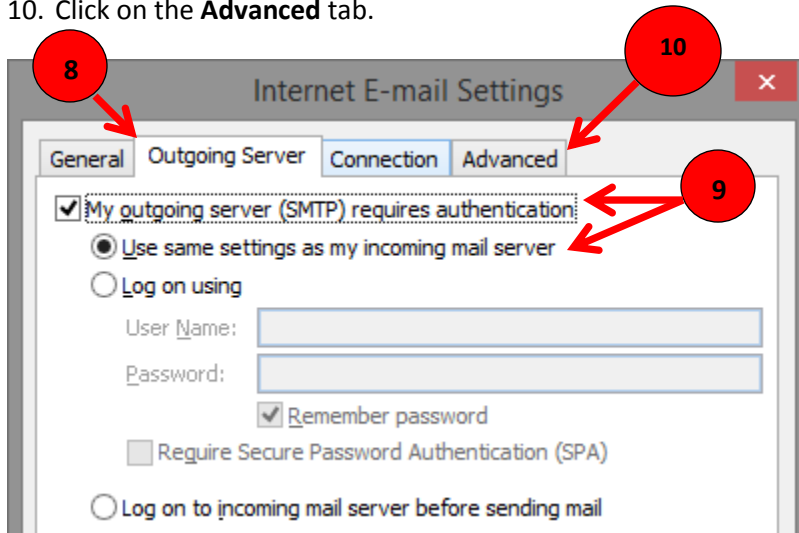 10. Click on the Advanced tab.
8
10
Internet E-mail Settings
×
General Outgoing Server Connection Advanced
9
My outgoing server (SMTP) requires authentication
Use same settings as my incoming mail server
Log on using
User Name:
Password:
Remember password
Require Secure Password Authentication (SPA)
Log on to incoming mail server before sending mail